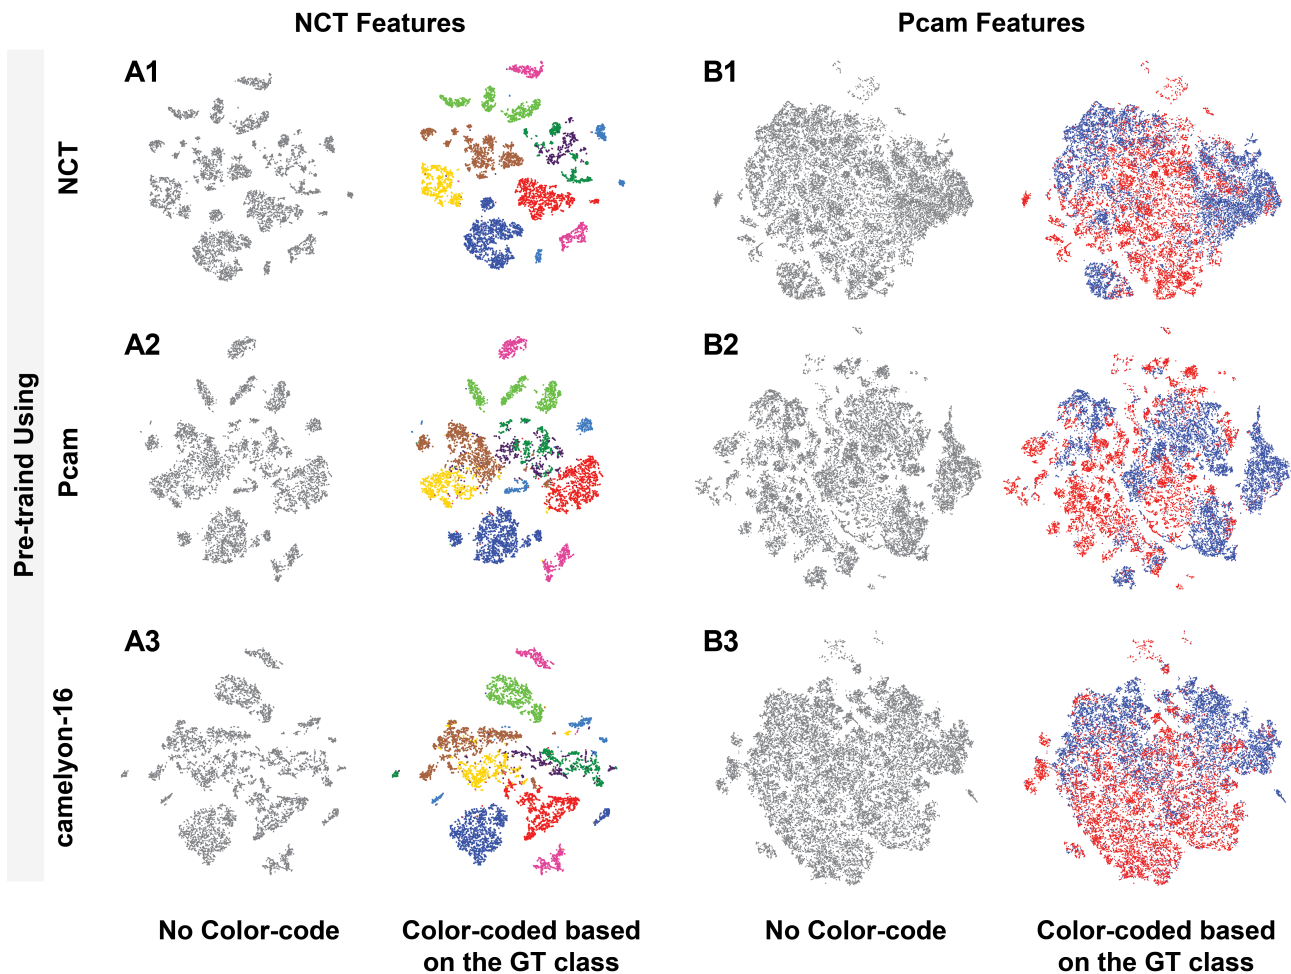 NCT Features
Pcam Features
A1
B1
NCT
A2
B2
Pre-traind Using
Pcam
A3
B3
camelyon-16
No Color-code
Color-coded based
on the GT class
No Color-code
Color-coded based
on the GT class